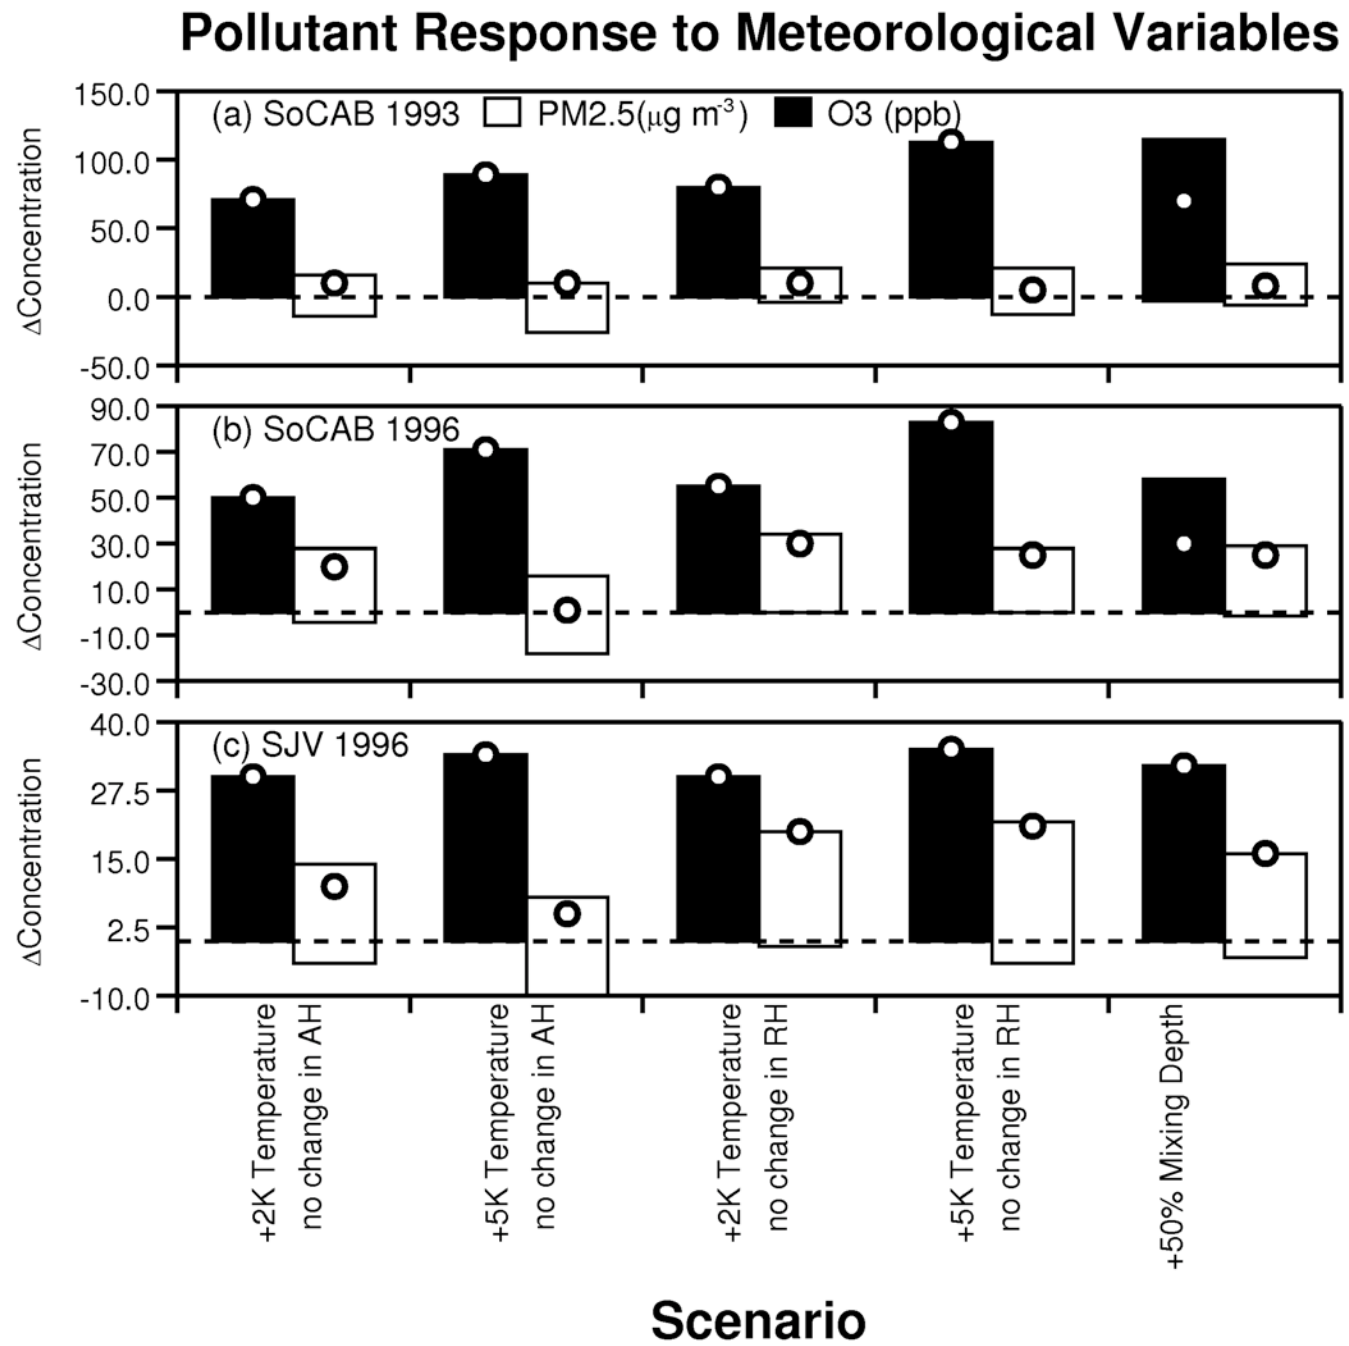 Pollutant Response to Meteorological Variables
(a) SoCAB 1993 PM2.5(μg m-3) O3 (ppb)
ΔConcentration
150.0
100.0
50.0
0.0
-50.0
(b) SoCAB 1996
ΔConcentration
90.0
70.0
50.0
30.0
10.0
-10.0
-30.0
(c) SJV 1996
ΔConcentration
40.0
27.5
15.0
2.5
-10.0
+2K Temperature
no change in AH
+5K Temperature
no change in AH
+2K Temperature
no change in RH
+5K Temperature
no change in RH
+50% Mixing Depth
Scenario